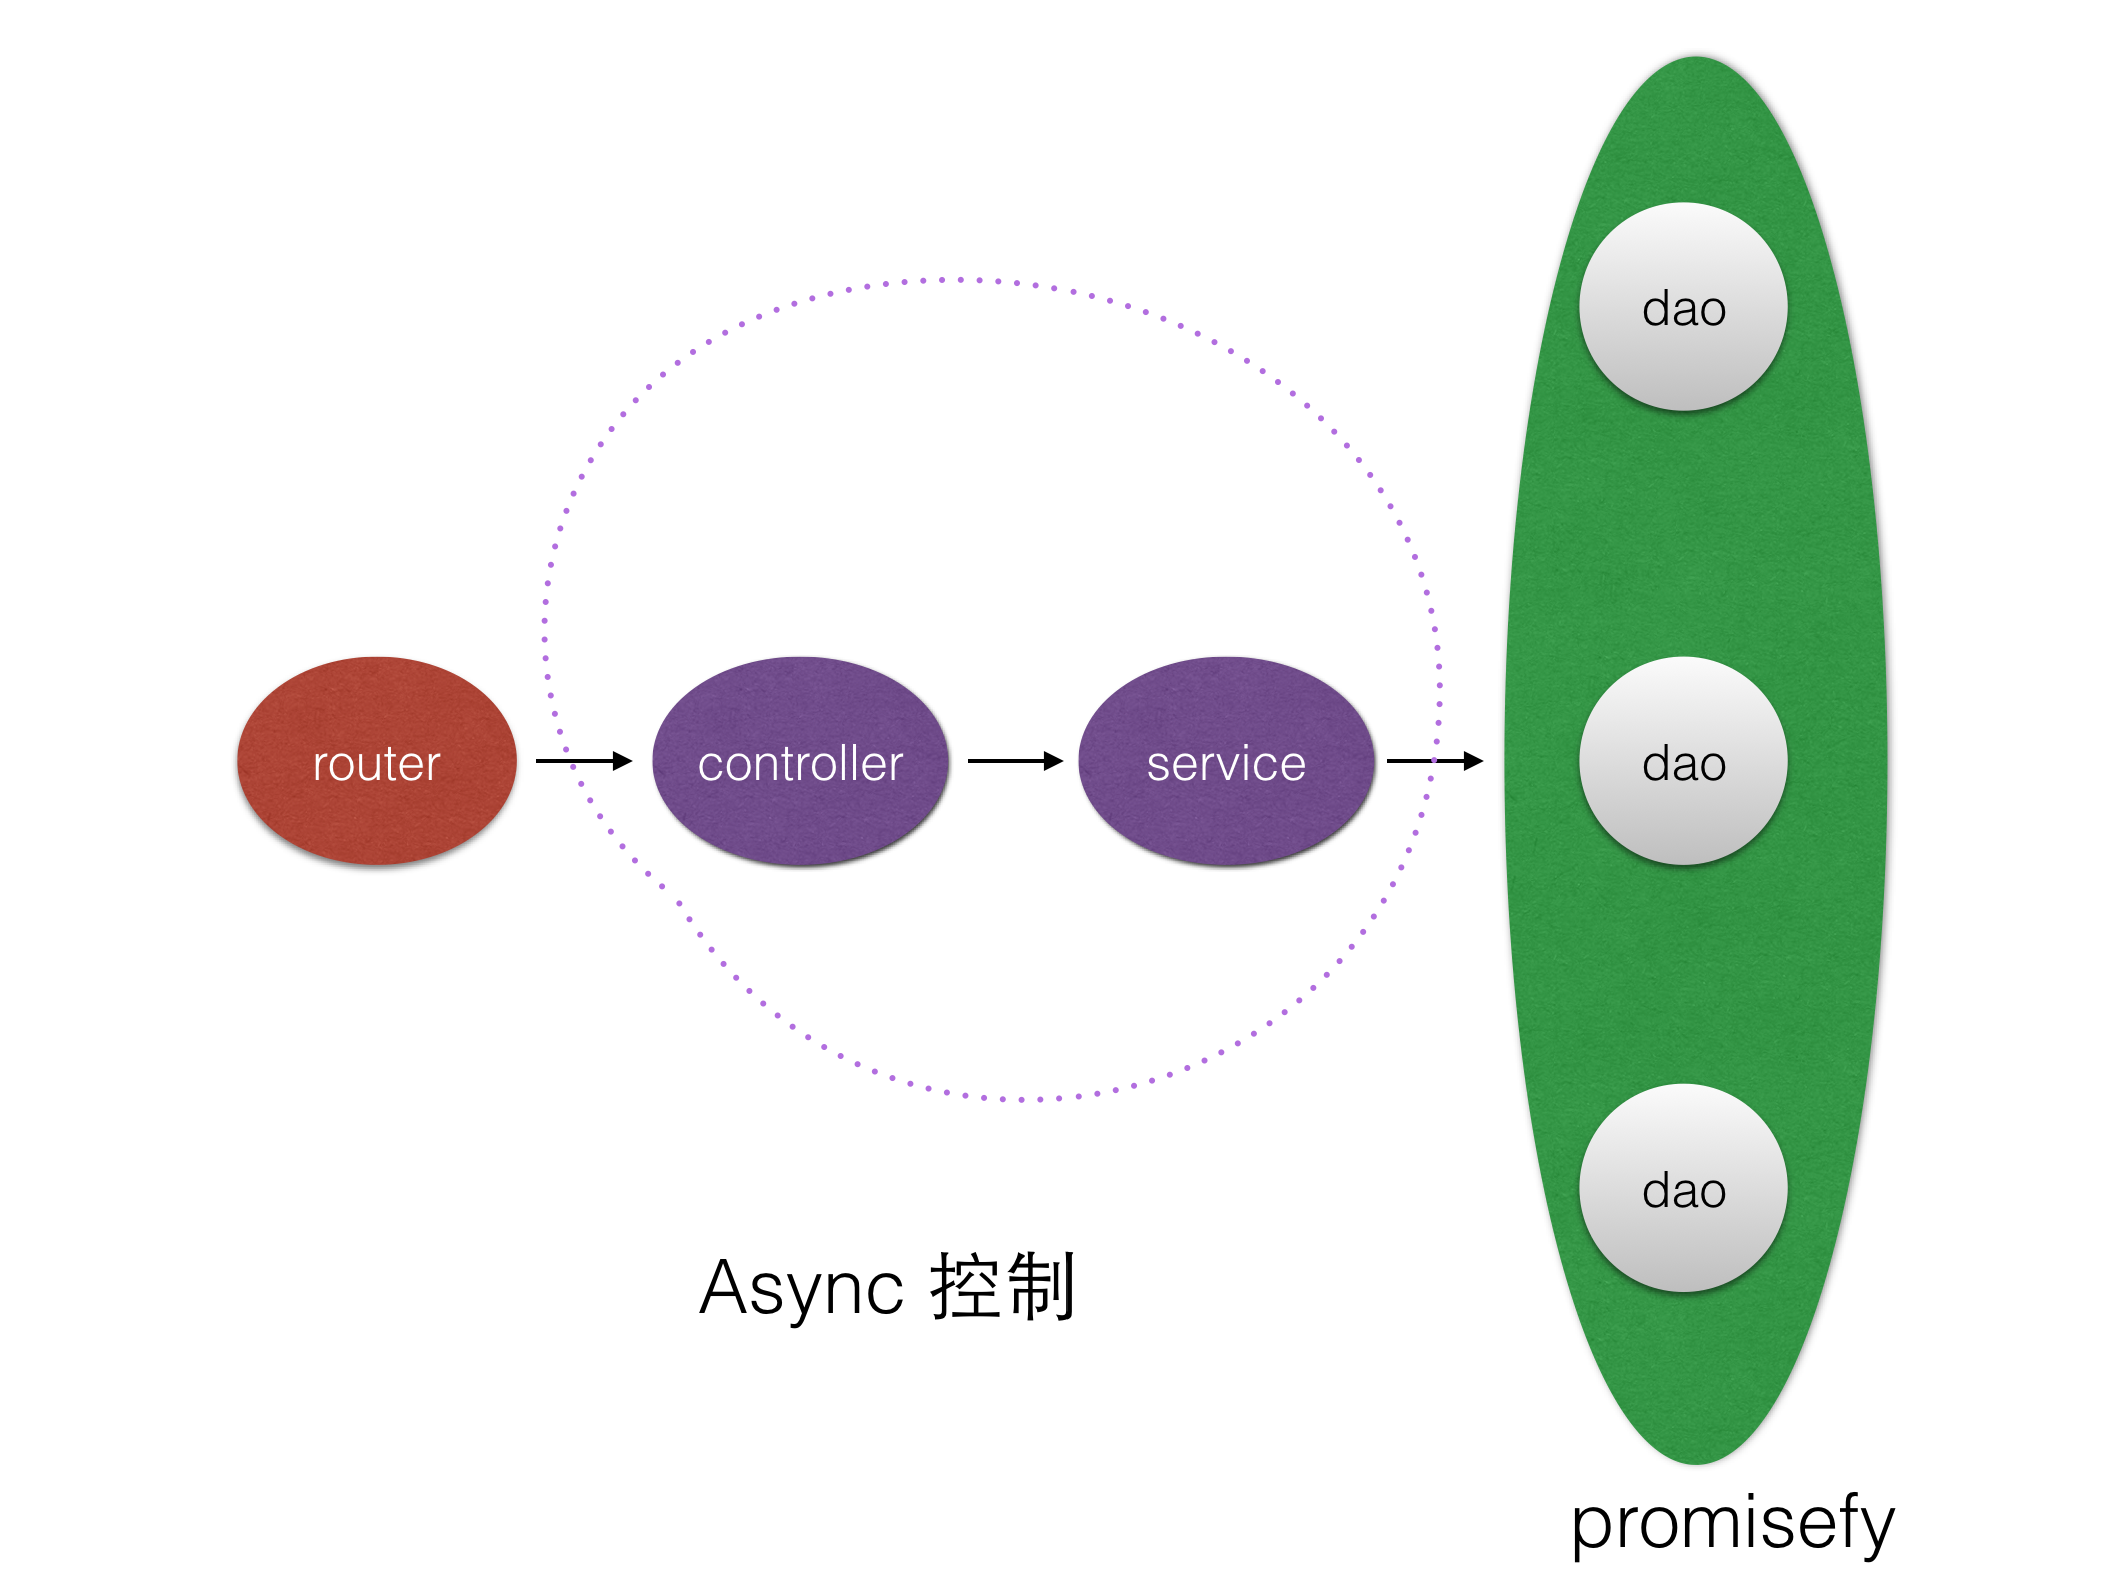 dao
router
controller
service
dao
dao
Async 控制
promisefy